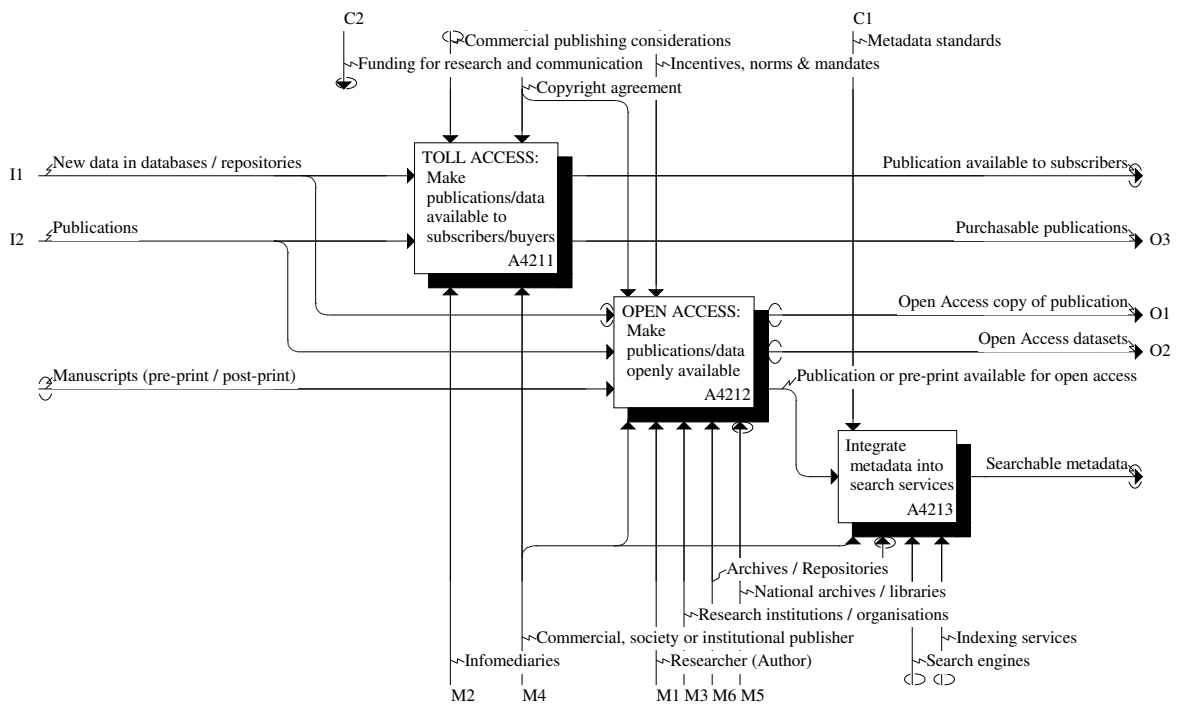 C2
C1
Commercial publishing considerations
Metadata standards
Funding for research and communication
Incentives, norms & mandates
Copyright agreement
I1
New data in databases / repositories
TOLL ACCESS:
Make
publications/data
available to
subscribers/buyers
A4211
Publication available to subscribers
I2
Publications
Purchasable publications
O3
OPEN ACCESS:
Make
publications/data
openly available
A4212
Open Access copy of publication
O1
Open Access datasets
O2
Manuscripts (pre-print / post-print)
Publication or pre-print available for open access
Integrate
metadata into
search services
A4213
Searchable metadata
Archives / Repositories
National archives / libraries
Research institutions / organisations
Commercial, society or institutional publisher
Indexing services
Infomediaries
Researcher (Author)
Search engines
M2
M4
M1
M3
M6
M5